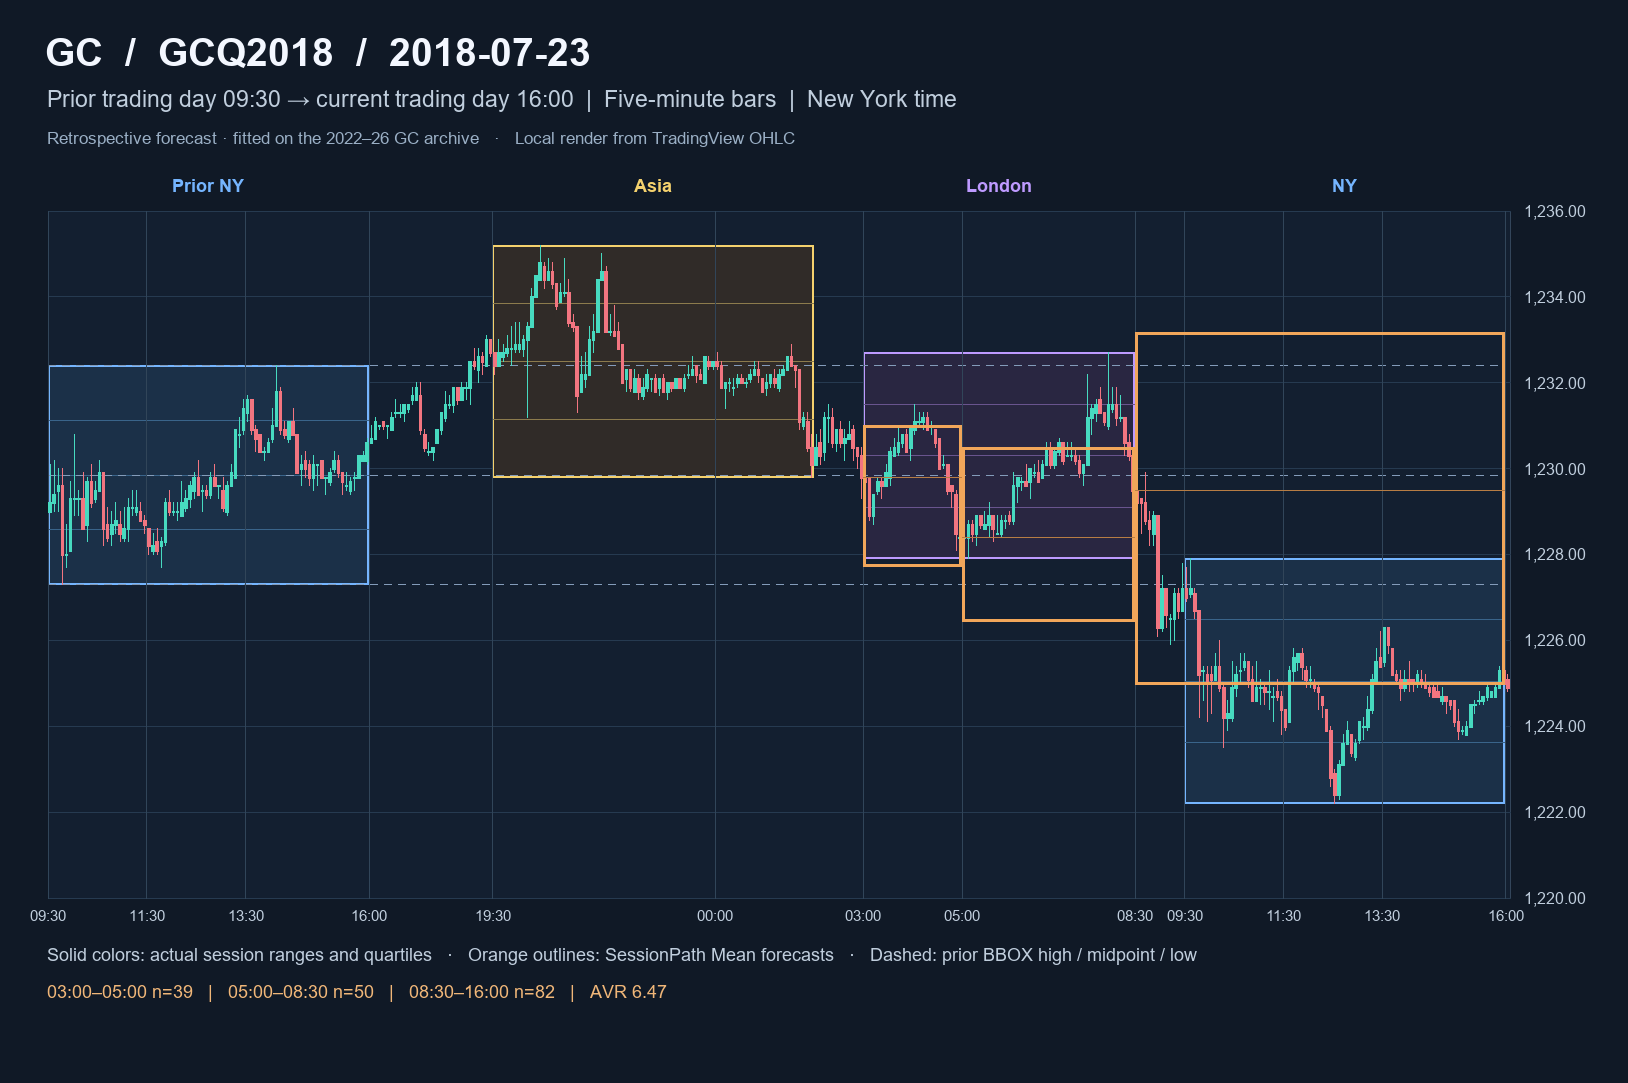 GC / GCQ2018 / 2018-07-23
Prior trading day 09:30 → current trading day 16:00 | Five-minute bars | New York time
Retrospective forecast · fitted on the 2022–26 GC archive · Local render from TradingView OHLC
Prior NY Asia London NY
1,236.00
1,234.00
1,232.00
1,230.00
1,228.00
1,226.00
1,224.00
1,222.00
1,220.00
09:30 11:30 13:30 16:00 19:30 00:00 03:00 05:00 08:30 09:30 11:30 13:30 16:00
Solid colors: actual session ranges and quartiles · Orange outlines: SessionPath Mean forecasts · Dashed: prior BBOX high / midpoint / low
03:00–05:00 n=39 | 05:00–08:30 n=50 | 08:30–16:00 n=82 | AVR 6.47